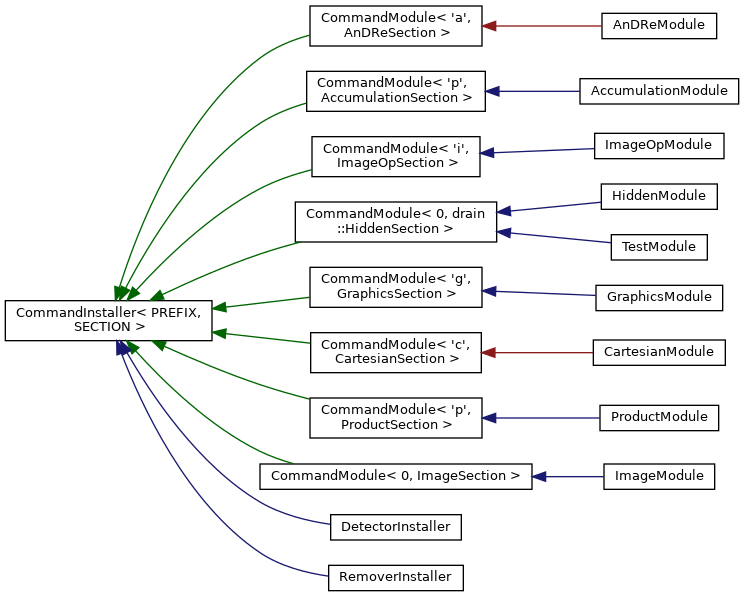 CommandModule< 'a',
AnDReSection >
AnDReModule
CommandModule< 'p',
AccumulationSection >
AccumulationModule
CommandModule< 'i',
ImageOpSection >
ImageOpModule
CommandModule< 0, drain
::HiddenSection >
HiddenModule
TestModule
CommandInstaller< PREFIX,
SECTION >
CommandModule< 'g',
GraphicsSection >
GraphicsModule
CommandModule< 'c',
CartesianSection >
CartesianModule
CommandModule< 'p',
ProductSection >
ProductModule
CommandModule< 0, ImageSection >
ImageModule
DetectorInstaller
RemoverInstaller